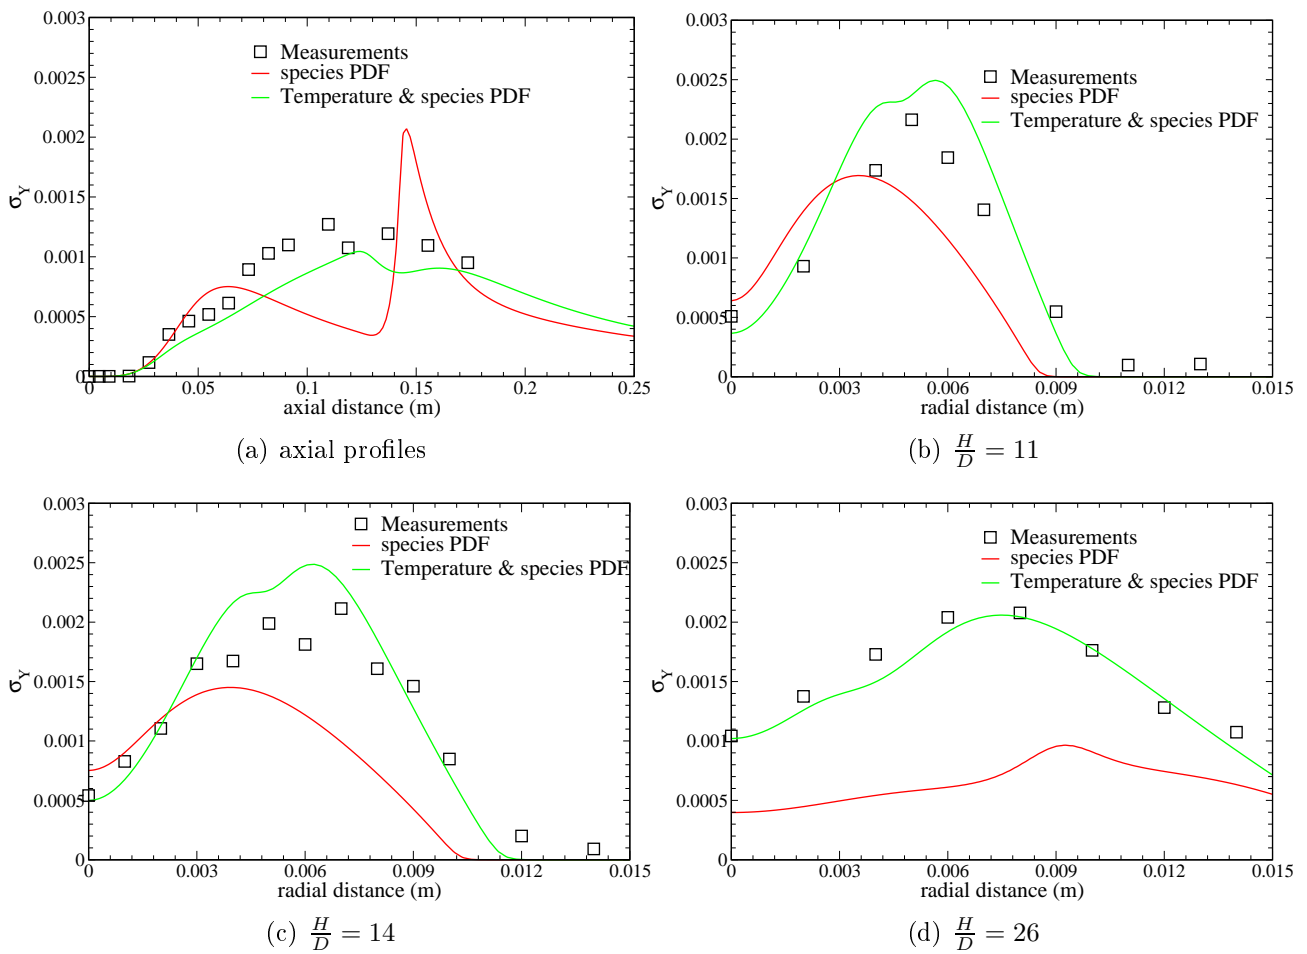 0.003
0.0025
0.002
0.0015
0.001
0.0005
0
σ_Y
Measurements
species PDF
Temperature & species PDF
0 0.05 0.1 0.15 0.2 0.25
axial distance (m)
(a) axial profiles
0.003
0.0025
0.002
0.0015
0.001
0.0005
0
σ_Y
Measurements
species PDF
Temperature & species PDF
0 0.003 0.006 0.009 0.012 0.015
radial distance (m)
(b) H/D = 11
0.003
0.0025
0.002
0.0015
0.001
0.0005
0
σ_Y
Measurements
species PDF
Temperature & species PDF
0 0.003 0.006 0.009 0.012 0.015
radial distance (m)
(c) H/D = 14
0.003
0.0025
0.002
0.0015
0.001
0.0005
0
σ_Y
Measurements
species PDF
Temperature & species PDF
0 0.003 0.006 0.009 0.012 0.015
radial distance (m)
(d) H/D = 26